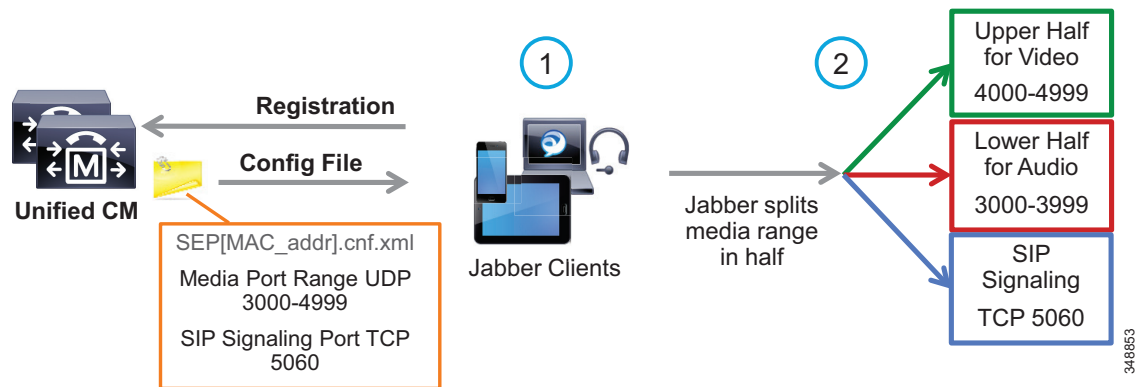 1
2
Registration
Config File
M
Unified CM
SEP[MAC_addr].cnf.xml
Media Port Range UDP
3000-4999
SIP Signaling Port TCP
5060
Jabber Clients
Jabber splits
media range
in half
Upper Half
for Video
4000-4999
Lower Half
for Audio
3000-3999
SIP
Signaling
TCP 5060
348853